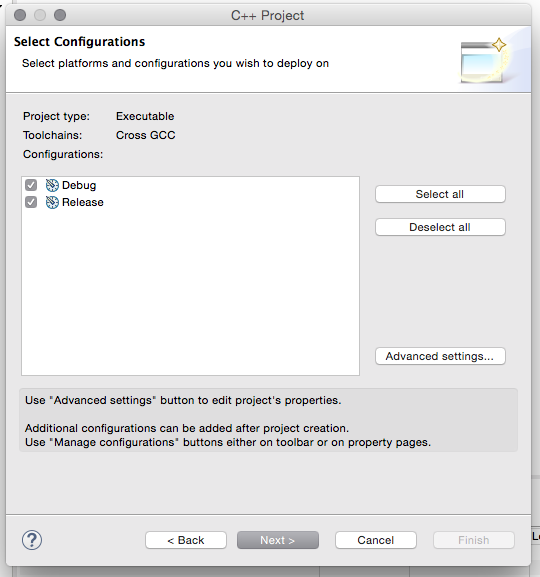 C++ Project
Select Configurations
Select platforms and configurations you wish to deploy on
Project type: Executable
Toolchains: Cross GCC
Configurations:
Debug
Release
Select all
Deselect all
Advanced settings...
Use "Advanced settings" button to edit project's properties.
Additional configurations can be added after project creation.
Use "Manage configurations" buttons either on toolbar or on property pages.
?
< Back
Next >
Cancel
Finish